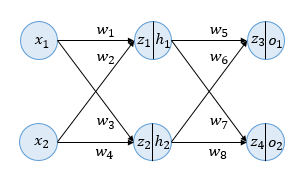 w₁ w₅
x₁ z₁ h₁ z₃ o₁
w₂ w₆
w₃ w₇
x₂ z₂ h₂ z₄ o₂
w₄ w₈